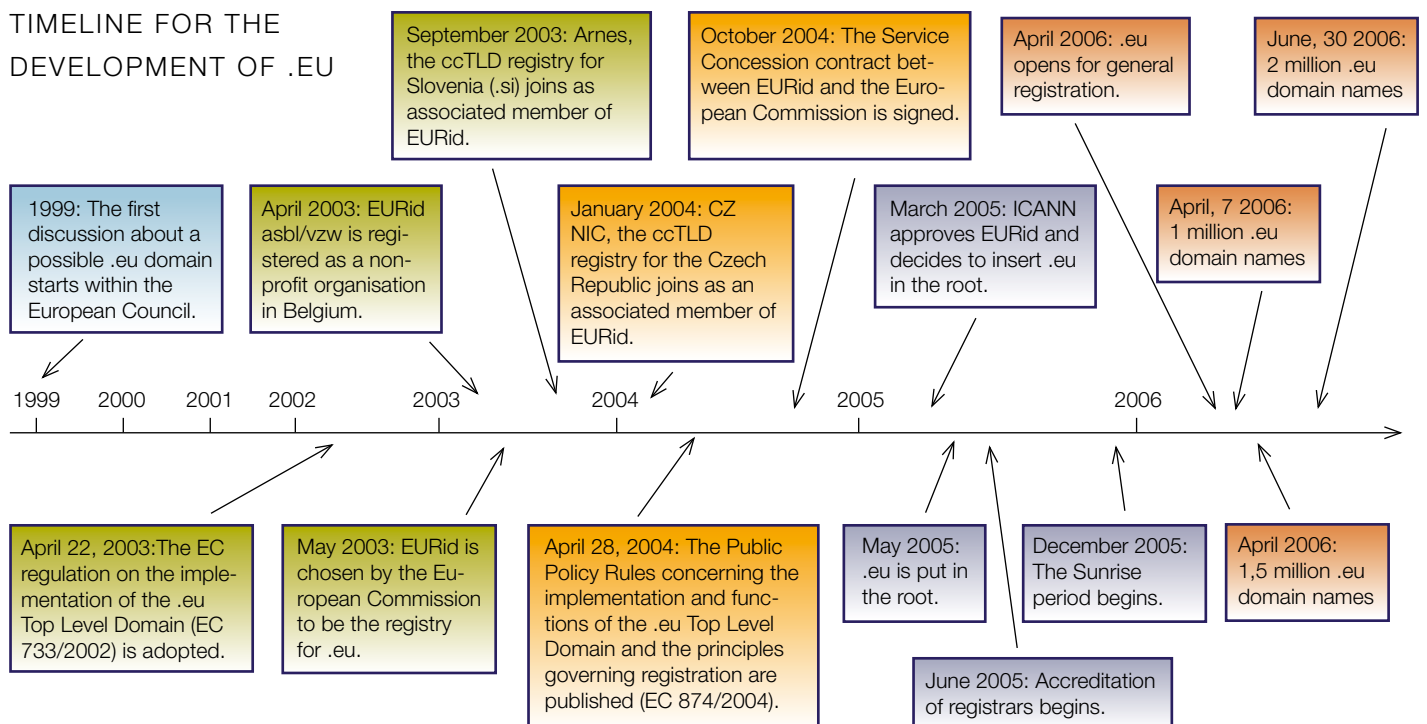 TIMELINE FOR THE
DEVELOPMENT OF .EU
September 2003: Arnes,
the ccTLD registry for
Slovenia (.si) joins as
associated member of
EURid.
October 2004: The Service
Concession contract bet-
ween EURid and the Euro-
pean Commission is signed.
April 2006: .eu
opens for general
registration.
June, 30 2006:
2 million .eu
domain names
1999: The first
discussion about a
possible .eu domain
starts within the
European Council.
April 2003: EURid
asbl/vzw is regi-
stered as a non-
profit organisation
in Belgium.
January 2004: CZ
NIC, the ccTLD
registry for the Czech
Republic joins as an
associated member of
EURid.
March 2005: ICANN
approves EURid and
decides to insert .eu
in the root.
April, 7 2006:
1 million .eu
domain names
1999 2000 2001 2002 2003 2004 2005 2006
April 22, 2003:The EC
regulation on the imple-
mentation of the .eu
Top Level Domain (EC
733/2002) is adopted.
May 2003: EURid is
chosen by the Eu-
ropean Commission
to be the registry
for .eu.
April 28, 2004: The Public
Policy Rules concerning the
implementation and func-
tions of the .eu Top Level
Domain and the principles
governing registration are
published (EC 874/2004).
May 2005:
.eu is put in
the root.
June 2005: Accreditation
of registrars begins.
December 2005:
The Sunrise
period begins.
April 2006:
1,5 million .eu
domain names